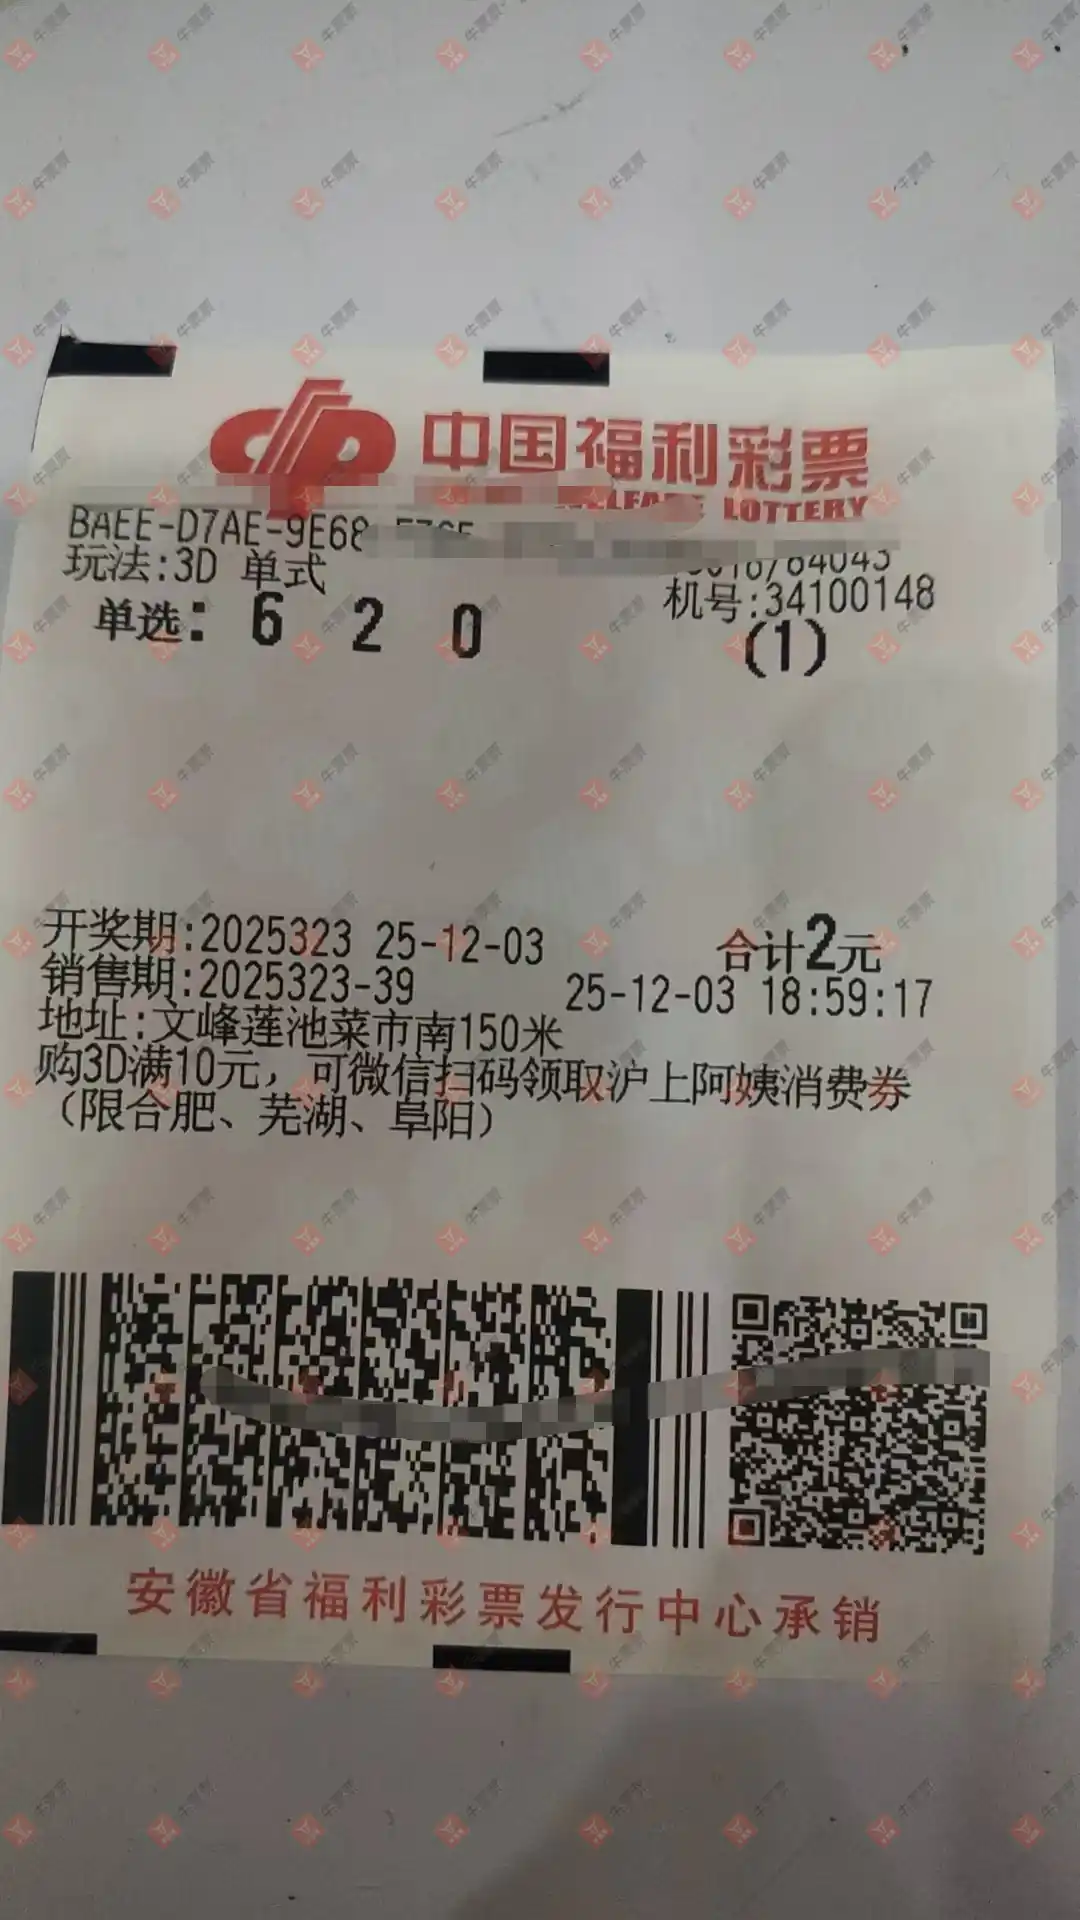 中国福利彩票
WELFARE LOTTERY
BAEE-D7AE-9E68
玩法:3D 单式
机号:34100148
单选: 6 2 0 (1)
开奖期:2025323 25-12-03 合计2元
销售期:2025323-39 25-12-03 18:59:17
地址:文峰莲池菜市南150米
购3D满10元，可微信扫码领取沪上阿姨消费券
（限合肥、芜湖、阜阳）
安徽省福利彩票发行中心承销